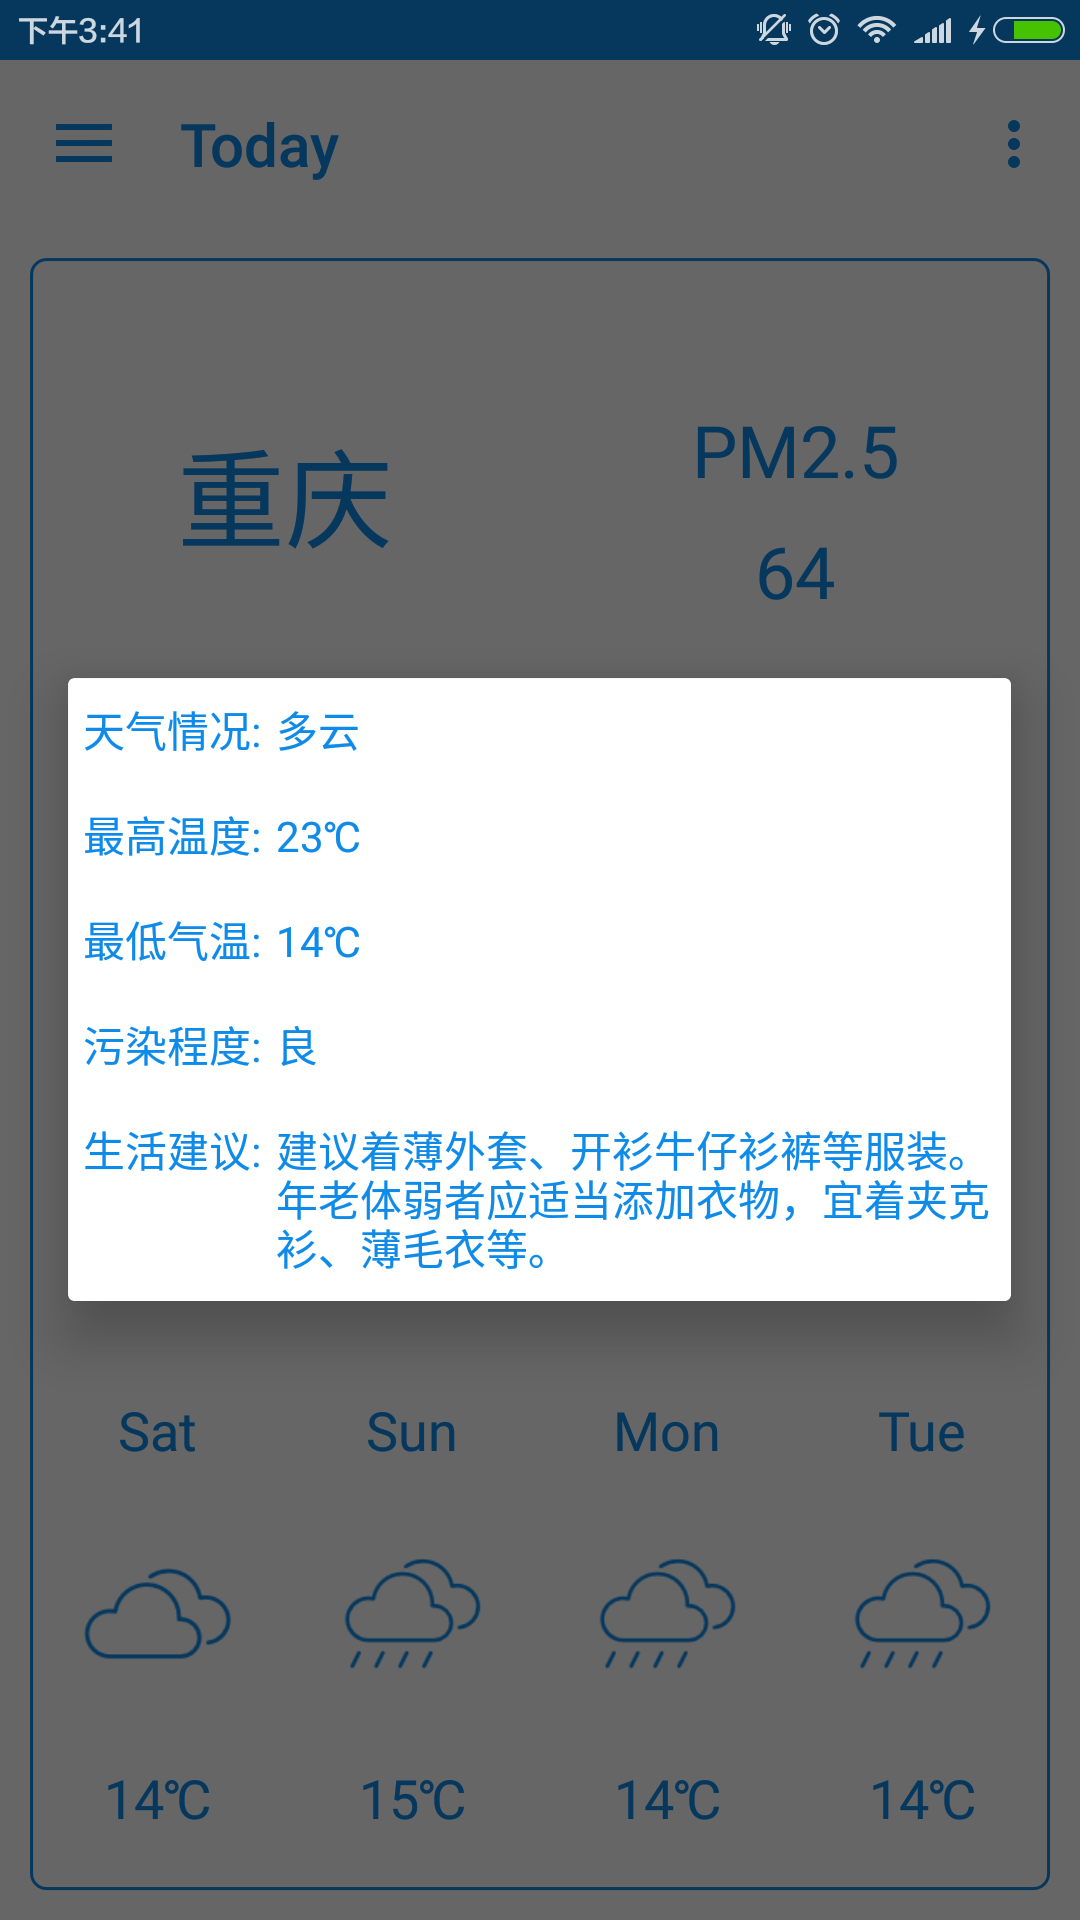 下午3:41
Today
重庆
PM2.5
64
天气情况: 多云
最高温度: 23℃
最低气温: 14℃
污染程度: 良
生活建议: 建议着薄外套、开衫牛仔衫裤等服装。
年老体弱者应适当添加衣物，宜着夹克
衫、薄毛衣等。
Sat Sun Mon Tue
14℃ 15℃ 14℃ 14℃